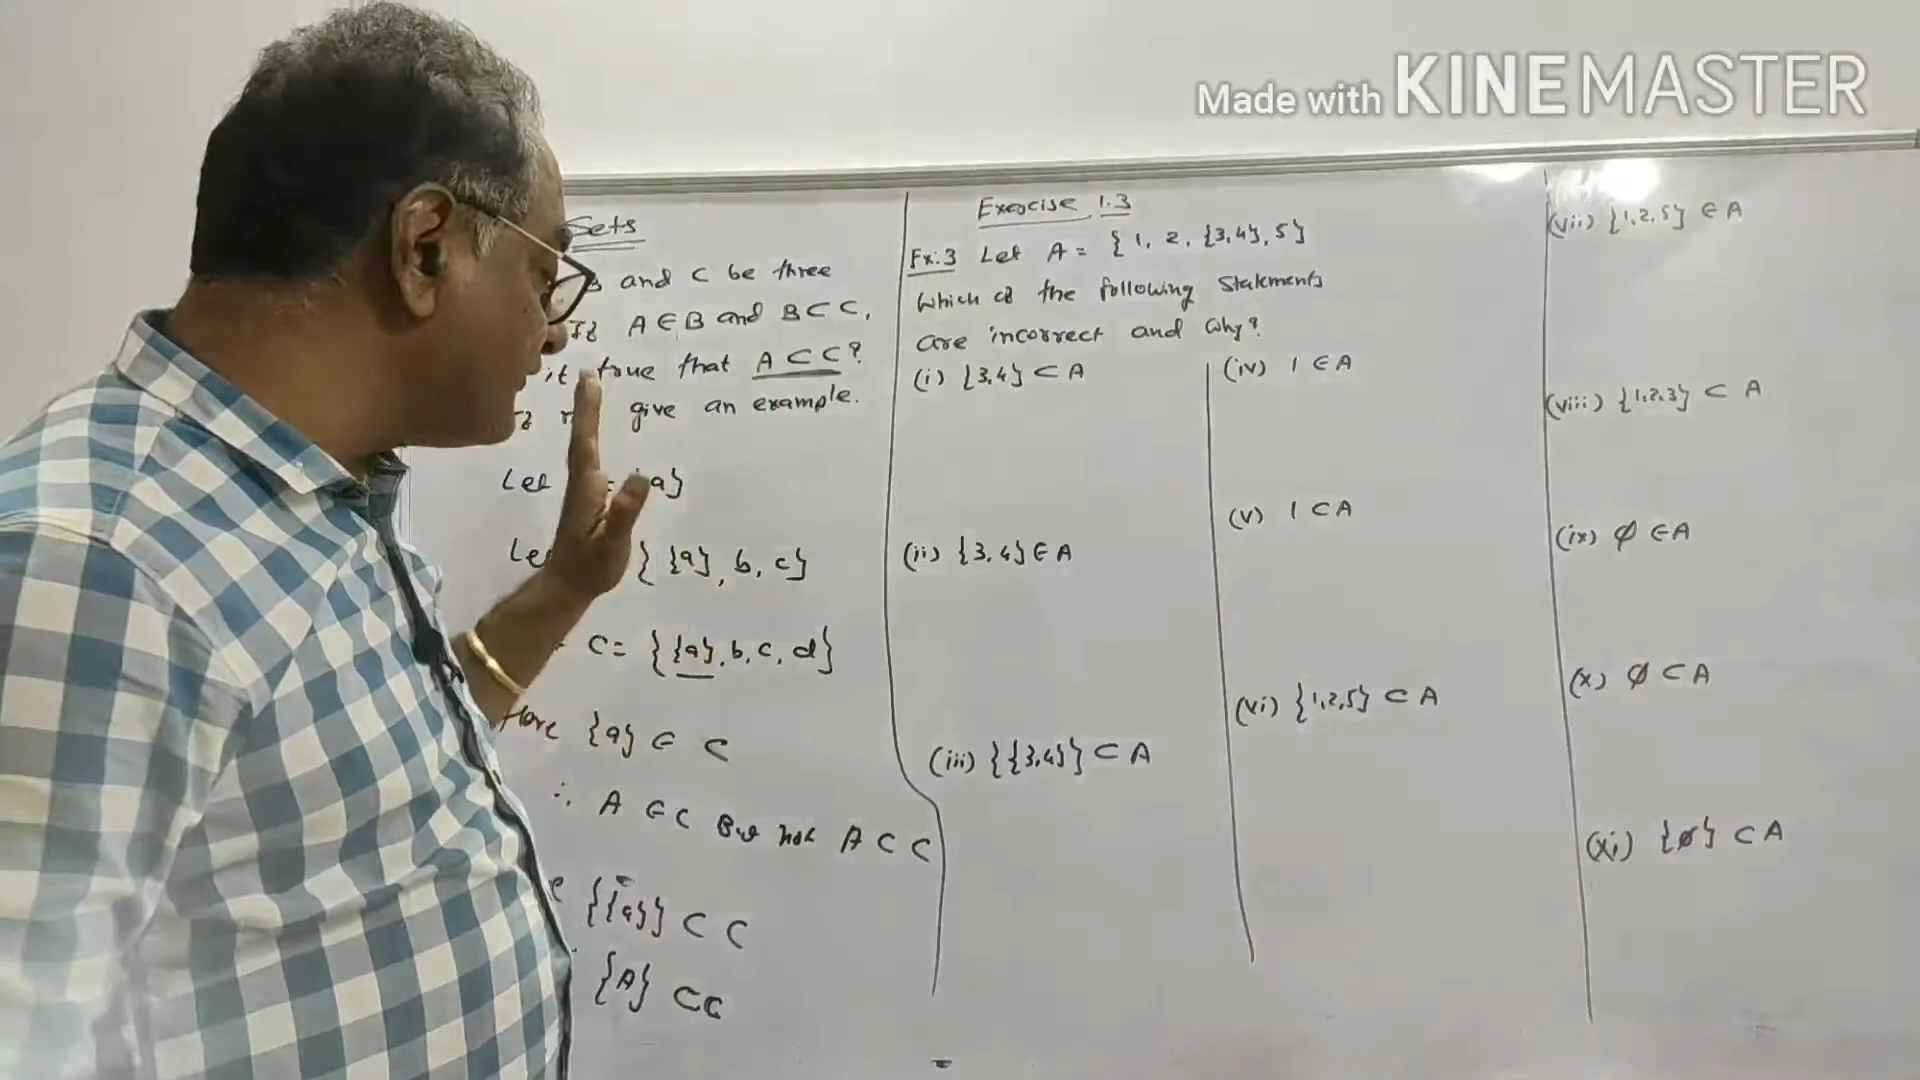 Made with KINEMASTER
Sets
B and C be three
If A∈B and B⊂C,
it true that A⊂C?
give an example.
Let = {a}
Let { {a}, b, c}
C= { {a}, b, c, d}
Here {a} ∈ C
∴ A ∈ C But not A ⊂ C
{{a}} ⊂ C
{A} ⊂ C
Exercise 1.3
Ex:3 Let A = { 1, 2, {3,4}, 5}
Which of the following Statements
are incorrect and Why?
(i) {3,4} ⊂ A
(ii) {3,4} ∈ A
(iii) {{3,4}} ⊂ A
(iv) 1 ∈ A
(v) 1 ⊂ A
(vi) {1,2,5} ⊂ A
(vii) {1,2,5} ∈ A
(viii) {1,2,3} ⊂ A
(ix) ∅ ∈ A
(x) ∅ ⊂ A
(xi) {∅} ⊂ A